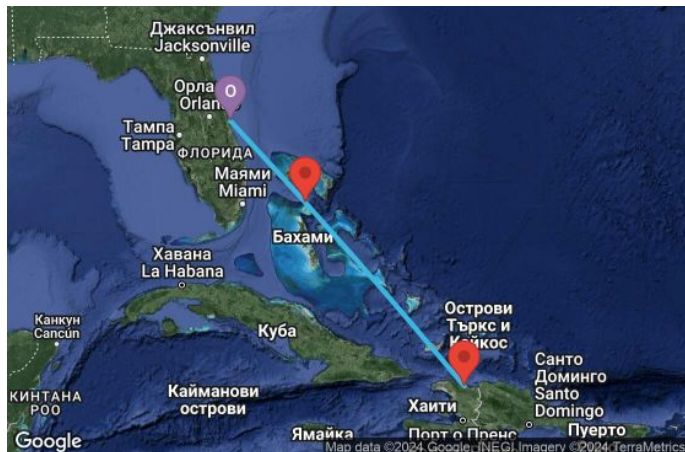 Джаксънвил
Jacksonville
O
Орла
Orlando
Тампа
Tampa
ФЛОРИДА
Маями
Miami
Бахами
Хавана
La Habana
Канкун
Cancún
Куба
Острови
Търкс и
Кайкос
КИНТАНА
РОО
Кайманови
острови
Санто
Доминго
Santo
Domingo
Хаити
Порт о Пренс
Ямайка
Пуерто
Google
Map data ©2024 Google, INEGI Imagery ©2024 TerraMetrics